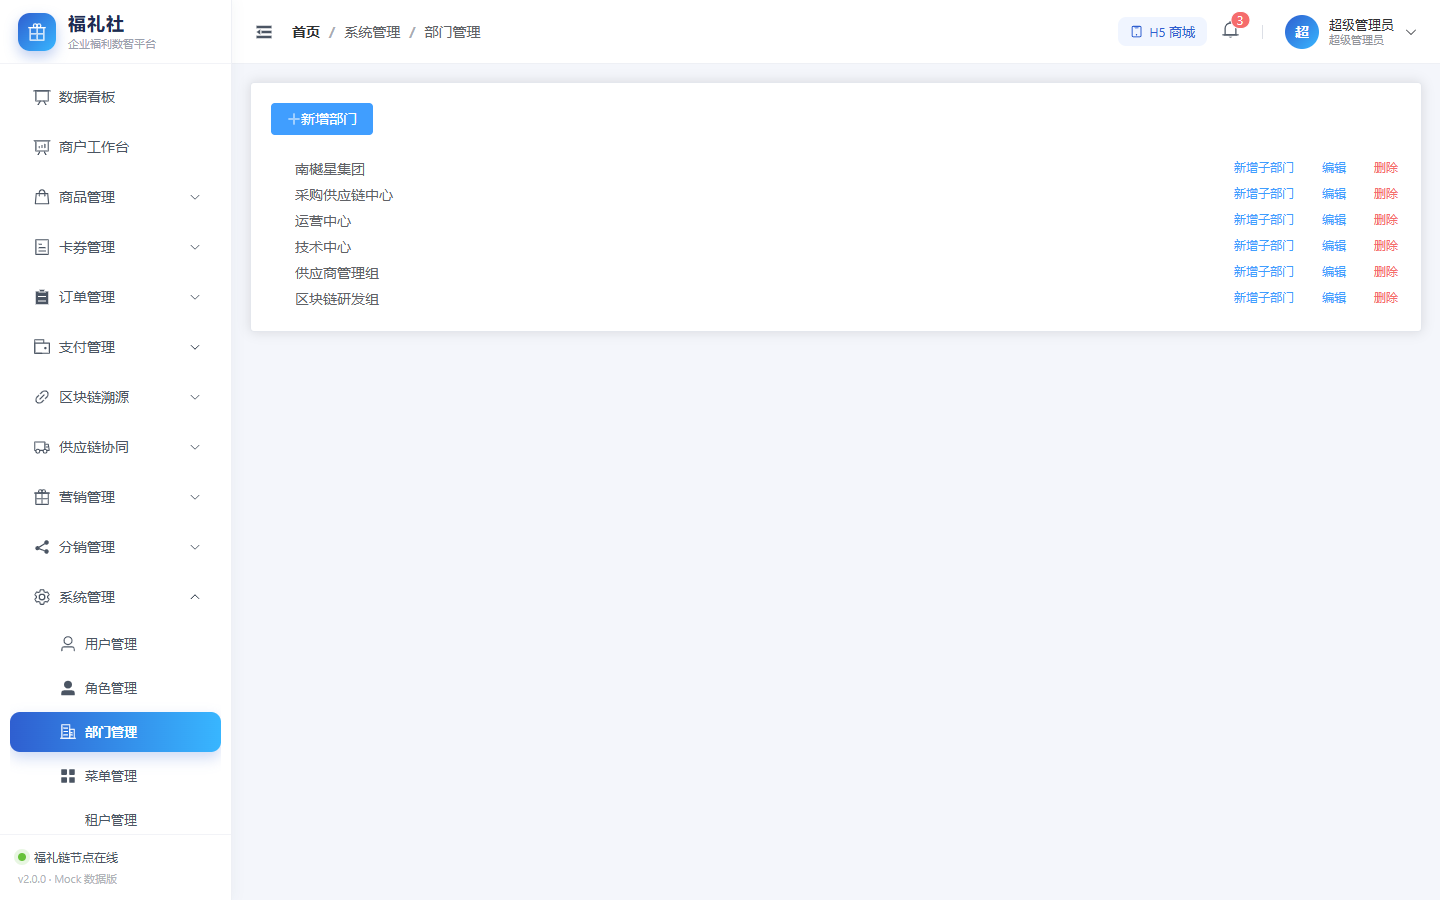 福礼社
企业福利数智平台
首页 / 系统管理 / 部门管理
H5 商城
3
超
超级管理员
超级管理员
数据看板
商户工作台
商品管理
卡券管理
订单管理
支付管理
区块链溯源
供应链协同
营销管理
分销管理
系统管理
用户管理
角色管理
部门管理
菜单管理
租户管理
福礼链节点在线
v2.0.0 · Mock 数据版
新增部门
南樾星集团 新增子部门 编辑 删除
采购供应链中心 新增子部门 编辑 删除
运营中心 新增子部门 编辑 删除
技术中心 新增子部门 编辑 删除
供应商管理组 新增子部门 编辑 删除
区块链研发组 新增子部门 编辑 删除